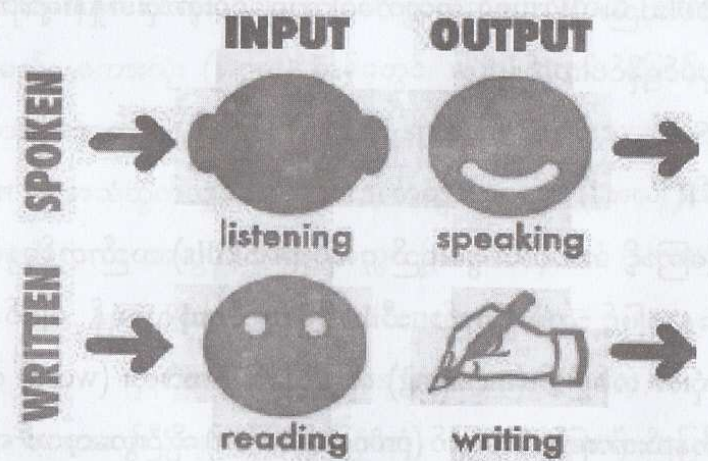 INPUT OUTPUT
SPOKEN
listening speaking
WRITTEN
reading writing